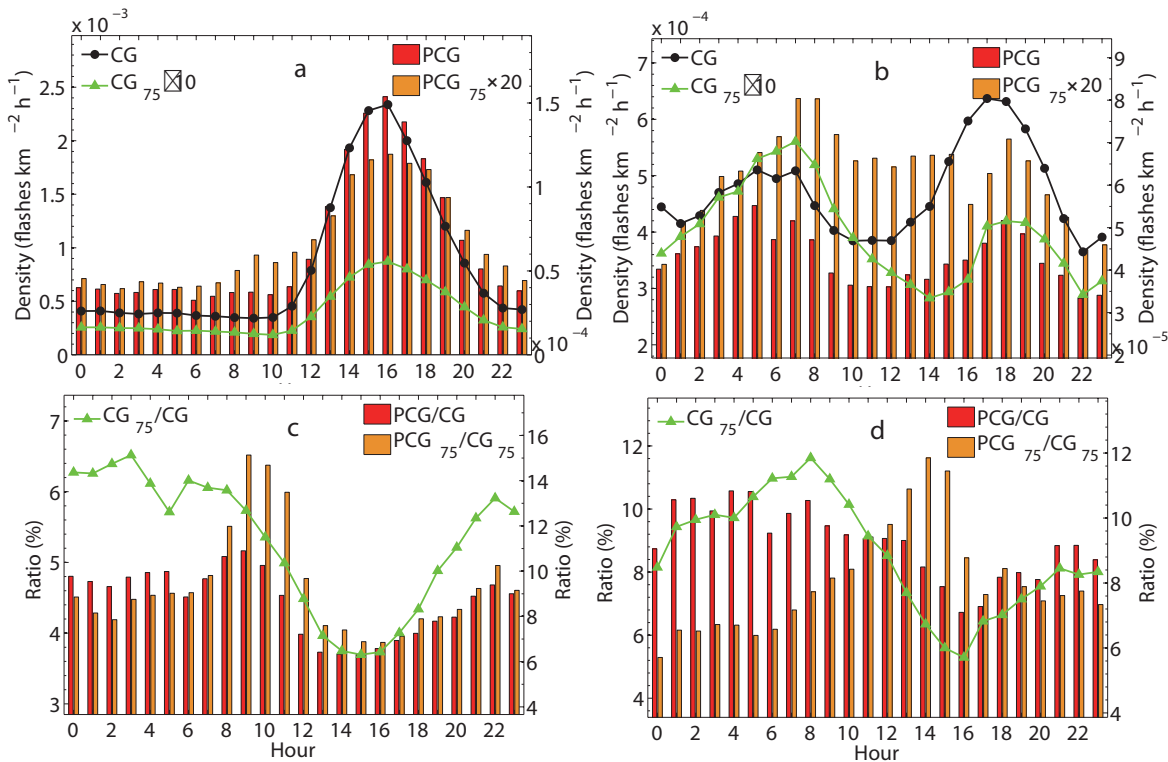 × 10 ⁻³
CG
CG ₇₅ 10
a
PCG
PCG ₇₅×20
Density (flashes km ⁻² h⁻¹)
2.5
2
1.5
1
0.5
0
1.5
1
0.5
0
Density (flashes km ⁻² h⁻¹)
× 10 ⁻⁴
0 2 4 6 8 10 12 14 16 18 20 22
× 10 ⁻⁴
CG
CG ₇₅ 10
b
PCG
PCG ₇₅×20
Density (flashes km ⁻² h⁻¹)
7
6
5
4
3
2
9
8
7
6
5
4
3
2
Density (flashes km ⁻² h⁻¹)
× 10 ⁻⁵
0 2 4 6 8 10 12 14 16 18 20 22
CG ₇₅/CG
c
PCG/CG
PCG ₇₅/CG ₇₅
Ratio (%)
7
6
5
4
3
16
14
12
10
8
6
4
Ratio (%)
0 2 4 6 8 10 12 14 16 18 20 22
Hour
CG ₇₅/CG
d
PCG/CG
PCG ₇₅/CG ₇₅
Ratio (%)
12
10
8
6
4
12
10
8
6
4
Ratio (%)
0 2 4 6 8 10 12 14 16 18 20 22
Hour